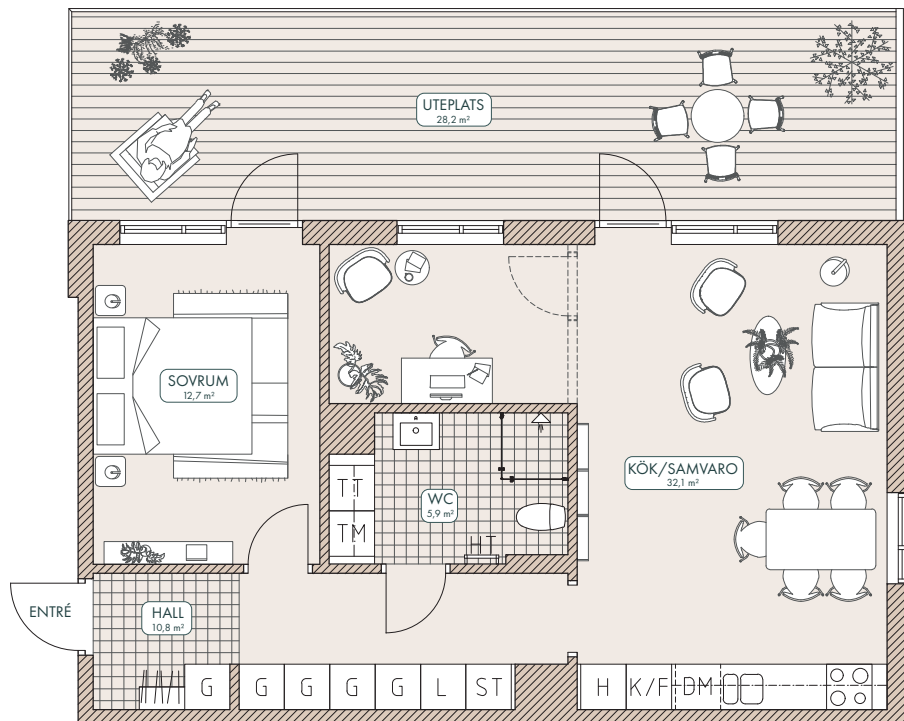 UTEPLATS
28,2 m²
SOVRUM
12,7 m²
TT
TM
WC
5,9 m²
HT
KÖK/SAMVARO
32,1 m²
ENTRÉ
HALL
10,8 m²
G G G G G L ST H K/F DM